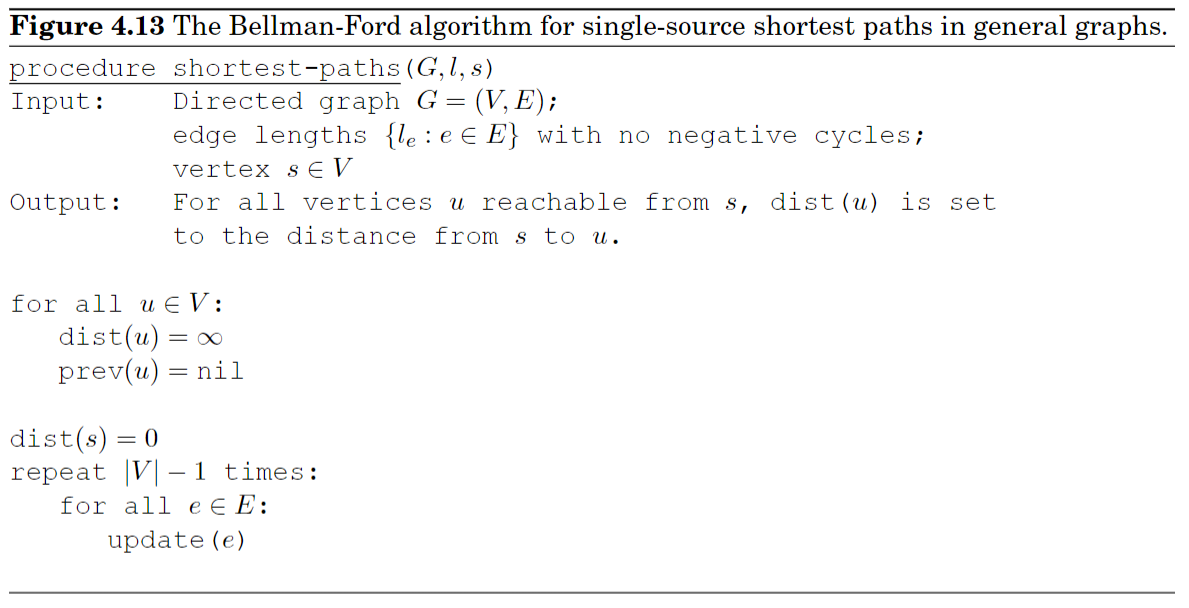 Figure 4.13 The Bellman-Ford algorithm for single-source shortest paths in general graphs.
procedure shortest-paths(G, l, s)
Input: Directed graph G = (V, E);
edge lengths {lₑ : e ∈ E} with no negative cycles;
vertex s ∈ V
Output: For all vertices u reachable from s, dist(u) is set
to the distance from s to u.
for all u ∈ V:
dist(u) = ∞
prev(u) = nil
dist(s) = 0
repeat |V| − 1 times:
for all e ∈ E:
update(e)